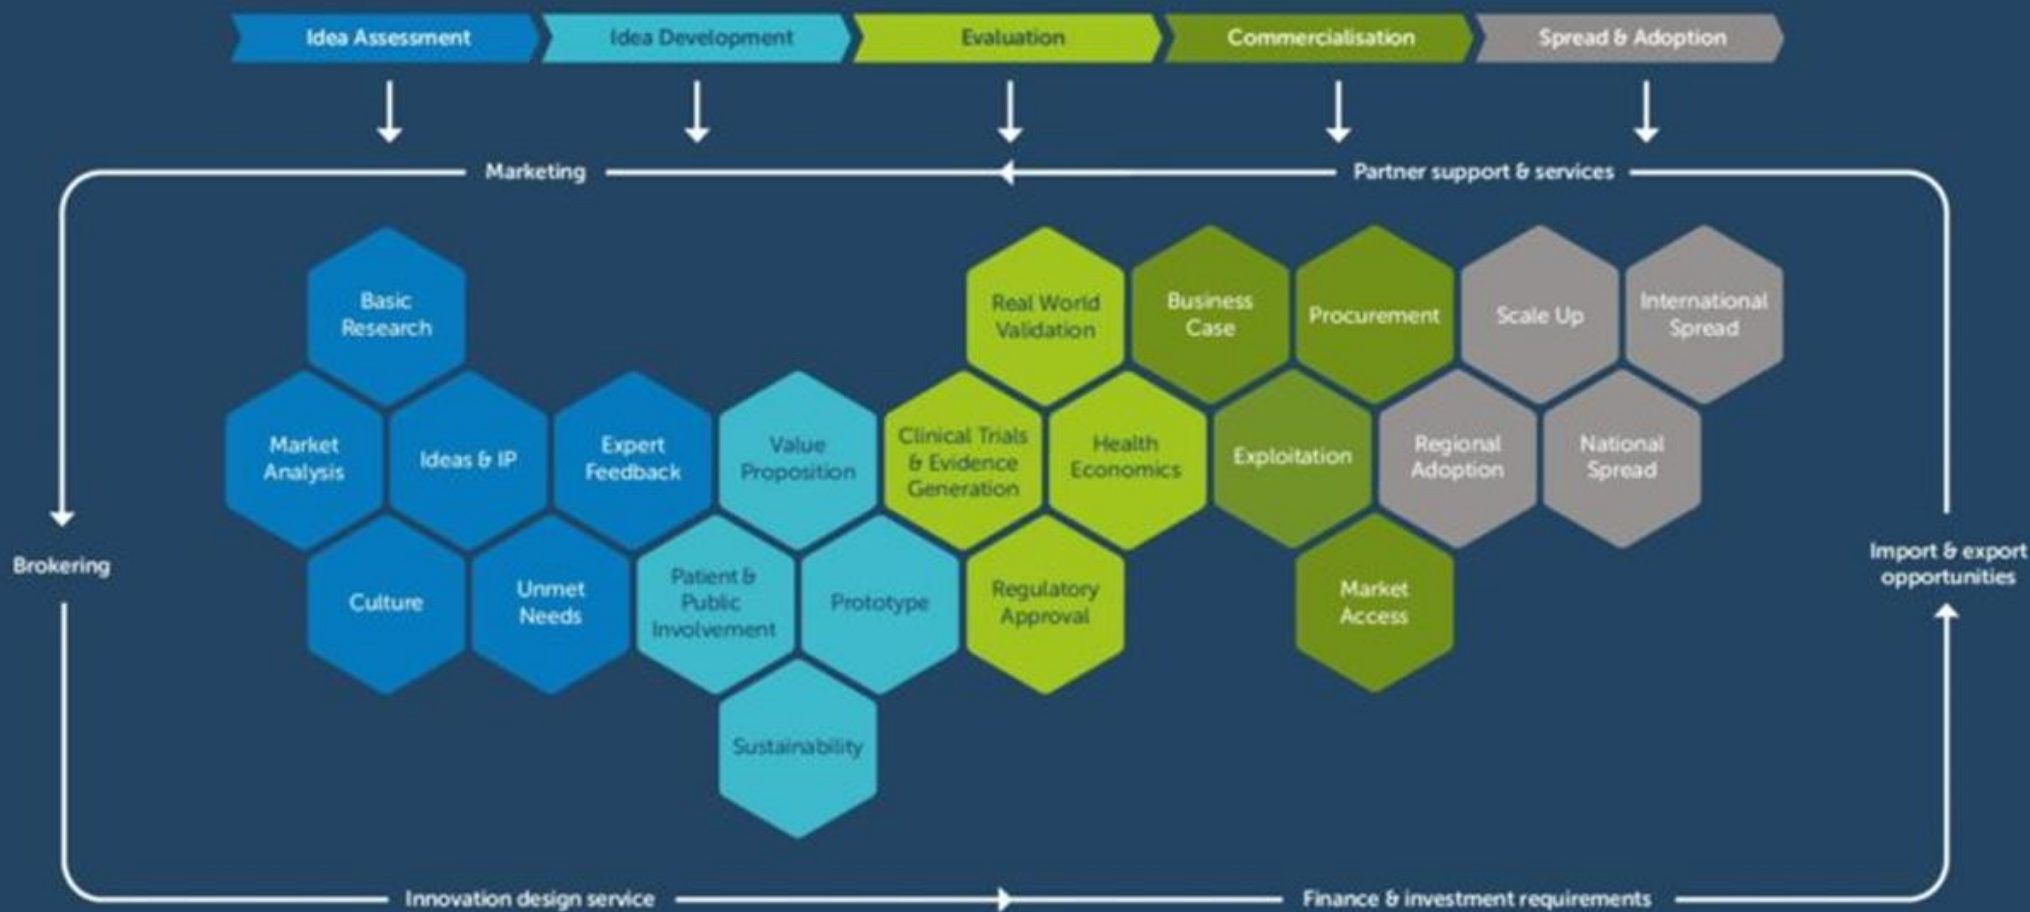 Idea Assessment
Idea Development
Evaluation
Commercialisation
Spread & Adoption
Marketing
Partner support & services
Basic
Research
Real World
Validation
Business
Case
Procurement
Scale Up
International
Spread
Market
Analysis
Ideas & IP
Expert
Feedback
Value
Proposition
Clinical Trials
& Evidence
Generation
Health
Economics
Exploitation
Regional
Adoption
National
Spread
Brokering
Import & export
opportunities
Culture
Unmet
Needs
Patient &
Public
Involvement
Prototype
Regulatory
Approval
Market
Access
Sustainability
Innovation design service
Finance & investment requirements